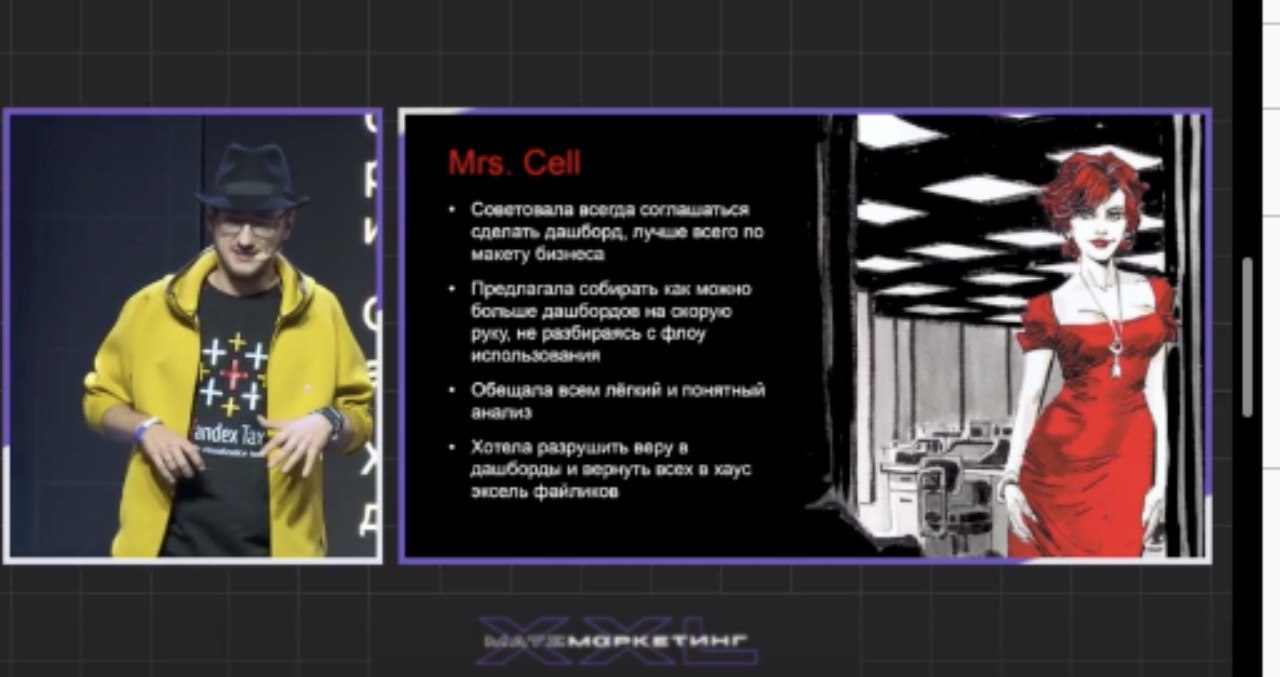 Mrs. Cell
• Советовала всегда соглашаться
сделать дашборд, лучше всего по
макету бизнеса
• Предлагала собирать как можно
больше дашбордов на скорую
руку, не разбираясь с флоу
использования
• Обещала всем лёгкий и понятный
анализ
• Хотела разрушить веру в
дашборды и вернуть всех в хаус
эксель файликов
andex Tax
XXL
МАТЕМАРКЕТИНГ